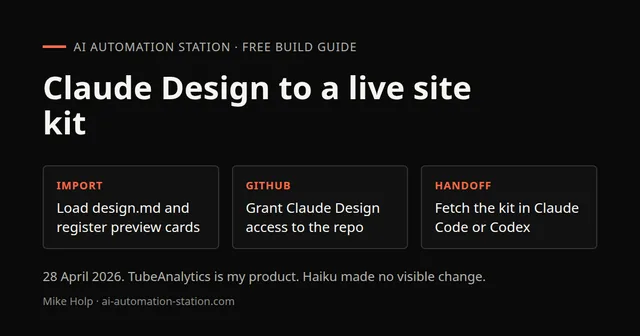 AI AUTOMATION STATION · FREE BUILD GUIDE
Claude Design to a live site
kit
IMPORT
Load design.md and
register preview cards
GITHUB
Grant Claude Design
access to the repo
HANDOFF
Fetch the kit in Claude
Code or Codex
28 April 2026. TubeAnalytics is my product. Haiku made no visible change.
Mike Holp · ai-automation-station.com